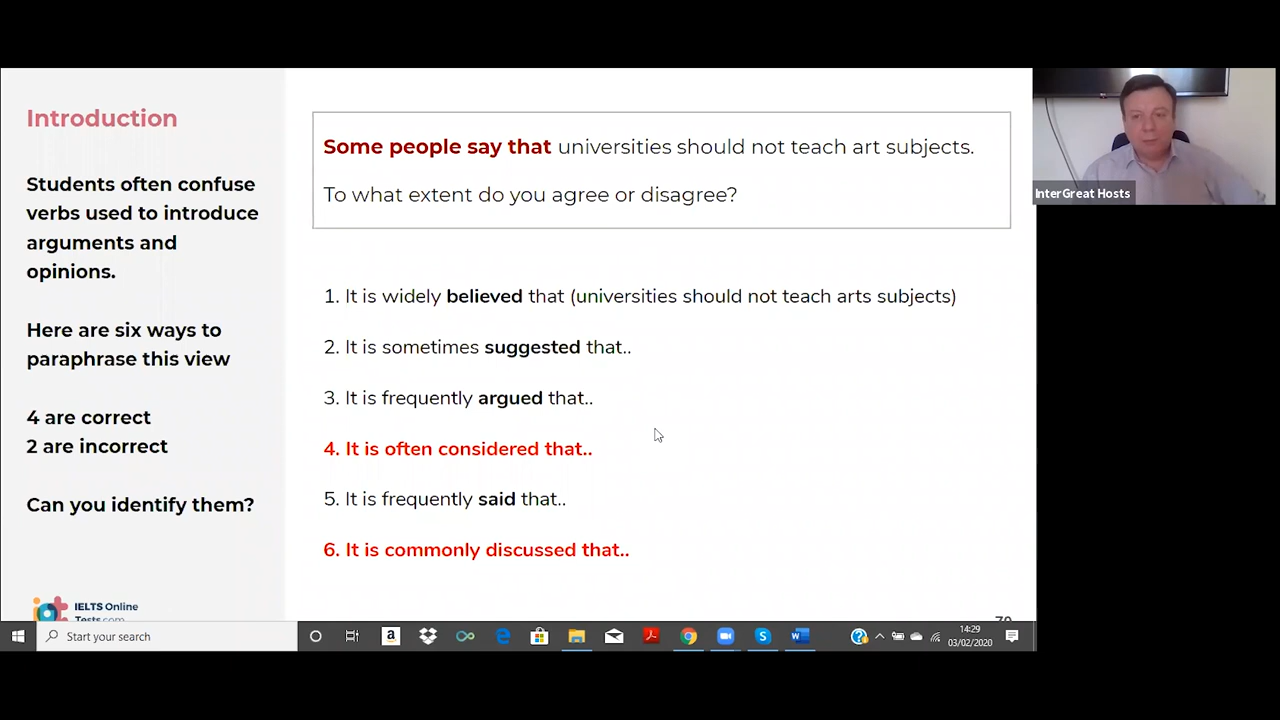 Introduction
Students often confuse
verbs used to introduce
arguments and
opinions.
Here are six ways to
paraphrase this view
4 are correct
2 are incorrect
Can you identify them?
IELTS Online
Tests.com
Some people say that universities should not teach art subjects.
To what extent do you agree or disagree?
1. It is widely believed that (universities should not teach arts subjects)
2. It is sometimes suggested that..
3. It is frequently argued that..
4. It is often considered that..
5. It is frequently said that..
6. It is commonly discussed that..
InterGreat Hosts
Start your search
14:29
03/02/2020